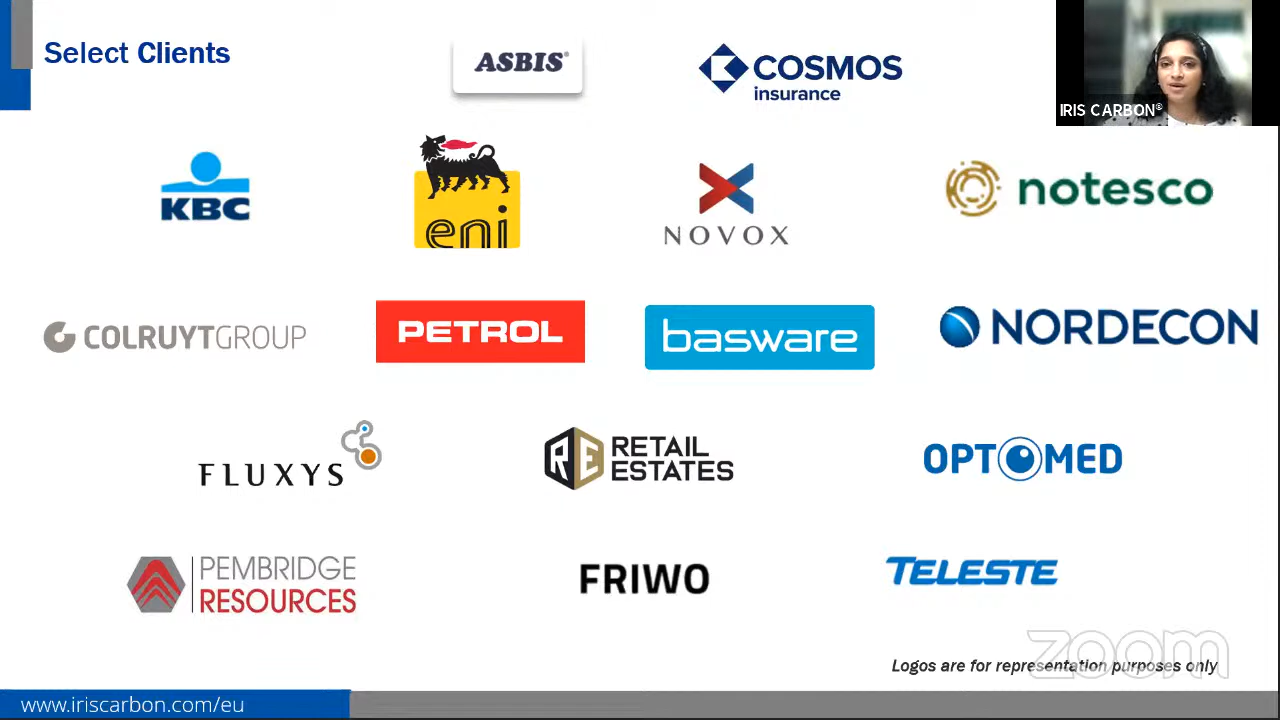 Select Clients
ASBIS®
COSMOS
insurance
IRIS CARBON®
KBC
eni
NOVOX
notesco
COLRUYTGROUP
PETROL
basware
NORDECON
FLUXYS
RE RETAIL
ESTATES
OPTOMED
PEMBRIDGE
RESOURCES
FRIWO
TELESTE
zoom
Logos are for representation purposes only
www.iriscarbon.com/eu